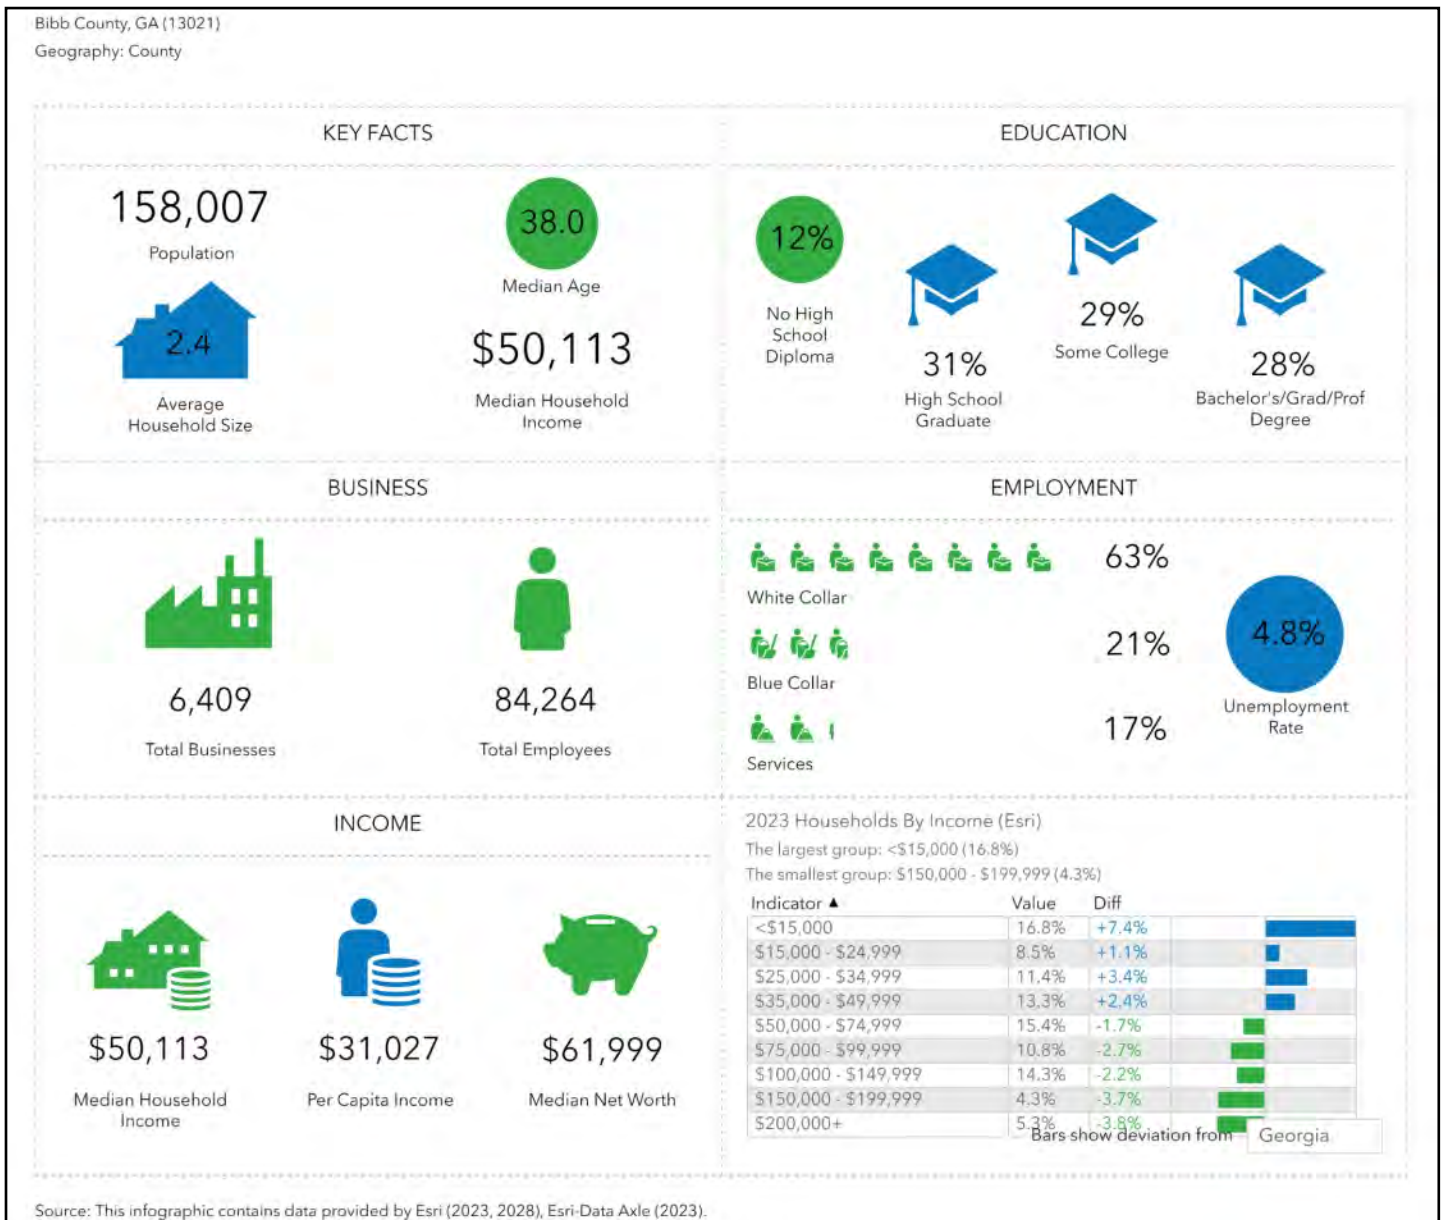 Bibb County, GA (13021)
Geography: County
KEY FACTS
158,007
Population
38.0
Median Age
2.4
Average
Household Size
$50,113
Median Household
Income
EDUCATION
12%
No High
School
Diploma
31%
High School
Graduate
29%
Some College
28%
Bachelor's/Grad/Prof
Degree
BUSINESS
6,409
Total Businesses
84,264
Total Employees
EMPLOYMENT
63%
White Collar
21%
Blue Collar
17%
Services
4.8%
Unemployment
Rate
INCOME
$50,113
Median Household
Income
$31,027
Per Capita Income
$61,999
Median Net Worth
2023 Households By Income (Esri)
The largest group: <$15,000 (16.8%)
The smallest group: $150,000 - $199,999 (4.3%)
Indicator ▲ Value Diff
<$15,000 16.8% +7.4%
$15,000 - $24,999 8.5% +1.1%
$25,000 - $34,999 11.4% +3.4%
$35,000 - $49,999 13.3% +2.4%
$50,000 - $74,999 15.4% -1.7%
$75,000 - $99,999 10.8% -2.7%
$100,000 - $149,999 14.3% -2.2%
$150,000 - $199,999 4.3% -3.7%
$200,000+ 5.3% -3.8%
Bars show deviation from Georgia
Source: This infographic contains data provided by Esri (2023, 2028), Esri-Data Axle (2023).